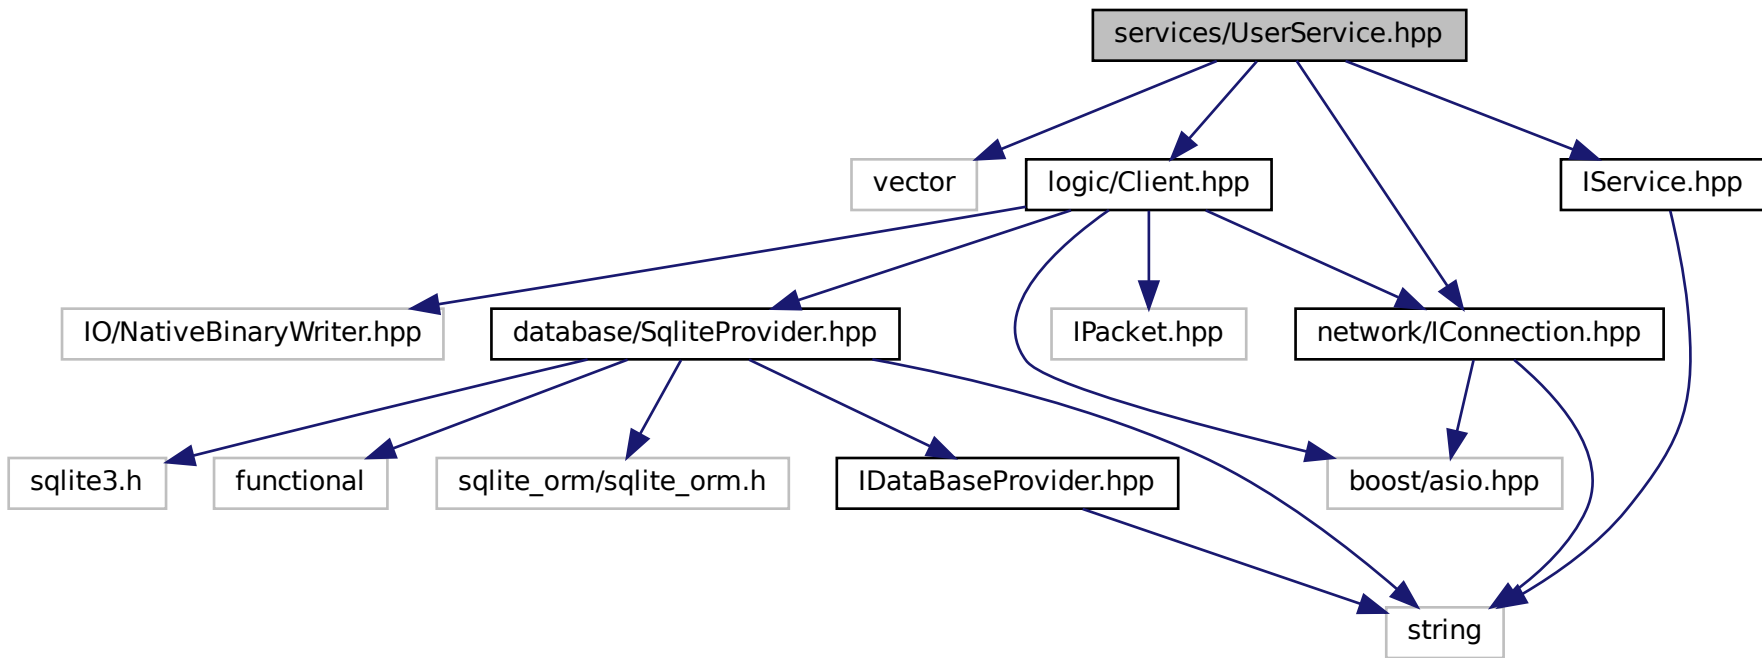 services/UserService.hpp
vector
logic/Client.hpp
IService.hpp
IO/NativeBinaryWriter.hpp
database/SqliteProvider.hpp
IPacket.hpp
network/IConnection.hpp
sqlite3.h
functional
sqlite_orm/sqlite_orm.h
IDataBaseProvider.hpp
boost/asio.hpp
string